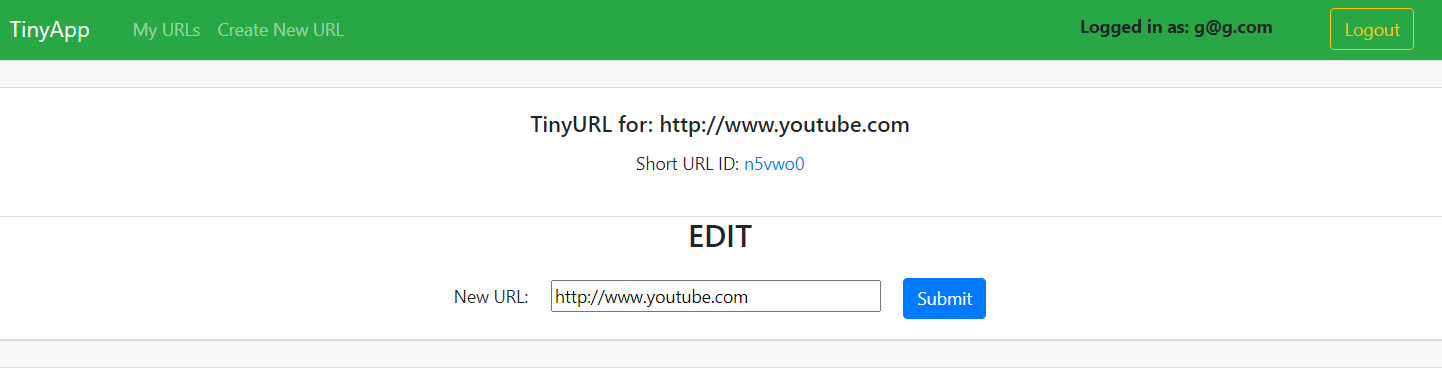 TinyApp My URLs Create New URL Logged in as: g@g.com Logout
TinyURL for: http://www.youtube.com
Short URL ID: n5vwo0
EDIT
New URL: http://www.youtube.com Submit